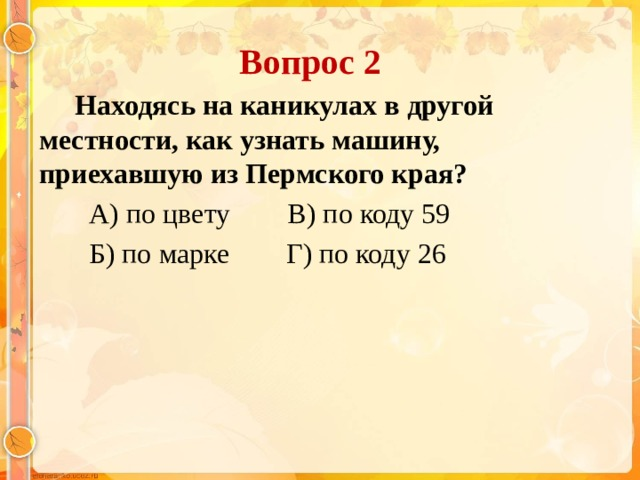 Вопрос 2
Находясь на каникулах в другой
местности, как узнать машину,
приехавшую из Пермского края?
А) по цвету В) по коду 59
Б) по марке Г) по коду 26